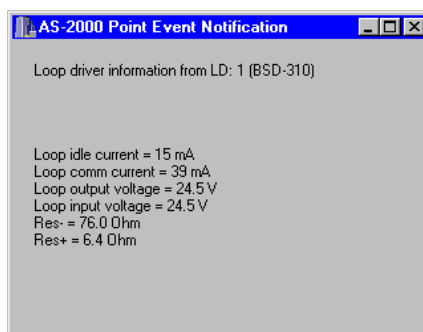 AS-2000 Point Event Notification
Loop driver information from LD: 1 (BSD-310)
Loop idle current = 15 mA
Loop comm current = 39 mA
Loop output voltage = 24.5 V
Loop input voltage = 24.5 V
Res- = 76.0 Ohm
Res+ = 6.4 Ohm